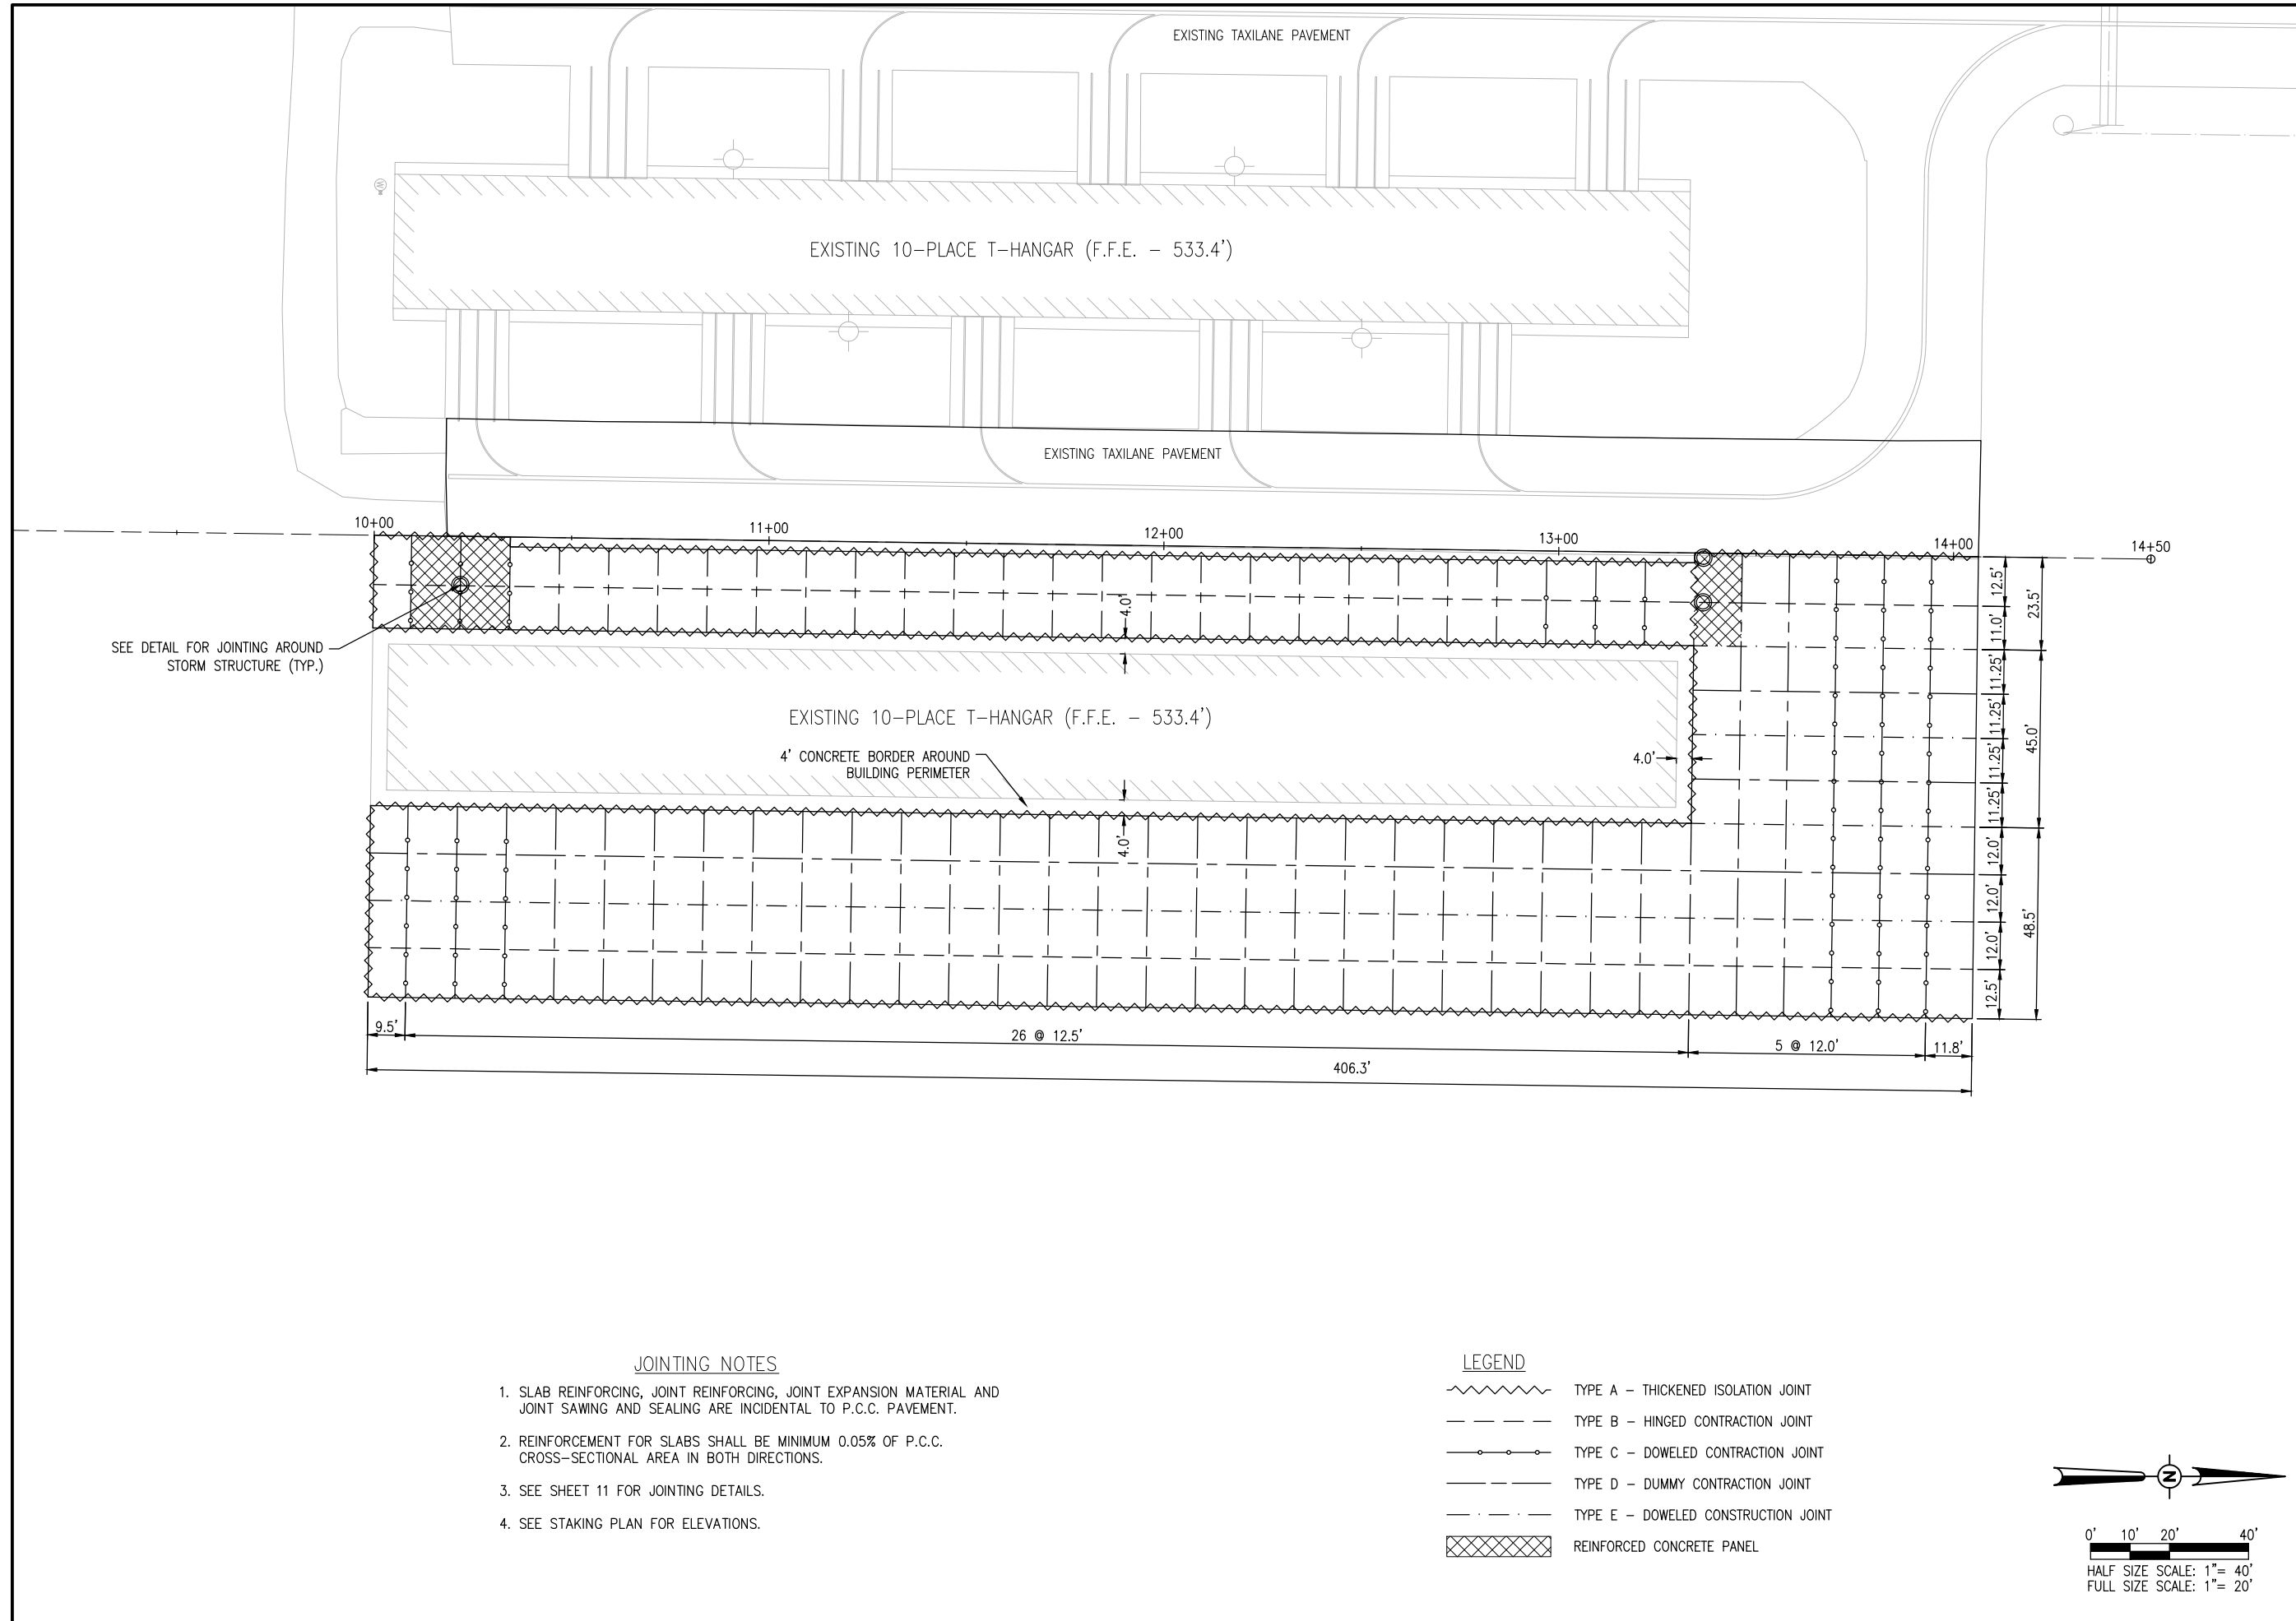 EXISTING TAXILANE PAVEMENT
W
EXISTING 10-PLACE T-HANGAR (F.F.E. - 533.4')
EXISTING TAXILANE PAVEMENT
10+00
11+00
12+00
13+00
14+00
14+50
12.5'
11.0'
23.5'
4.0'
SEE DETAIL FOR JOINTING AROUND
STORM STRUCTURE (TYP.)
11.25'
11.25'
11.25'
11.25'
45.0'
EXISTING 10-PLACE T-HANGAR (F.F.E. - 533.4')
4' CONCRETE BORDER AROUND
BUILDING PERIMETER
4.0'
4.0'
12.0'
12.0'
12.0'
12.5'
48.5'
9.5'
26 @ 12.5'
5 @ 12.0'
11.8'
406.3'
JOINTING NOTES
1. SLAB REINFORCING, JOINT REINFORCING, JOINT EXPANSION MATERIAL AND
JOINT SAWING AND SEALING ARE INCIDENTAL TO P.C.C. PAVEMENT.
2. REINFORCEMENT FOR SLABS SHALL BE MINIMUM 0.05% OF P.C.C.
CROSS-SECTIONAL AREA IN BOTH DIRECTIONS.
3. SEE SHEET 11 FOR JOINTING DETAILS.
4. SEE STAKING PLAN FOR ELEVATIONS.
LEGEND
TYPE A - THICKENED ISOLATION JOINT
TYPE B - HINGED CONTRACTION JOINT
TYPE C - DOWELED CONTRACTION JOINT
TYPE D - DUMMY CONTRACTION JOINT
TYPE E - DOWELED CONSTRUCTION JOINT
REINFORCED CONCRETE PANEL
N
0' 10' 20' 40'
HALF SIZE SCALE: 1"= 40'
FULL SIZE SCALE: 1"= 20'